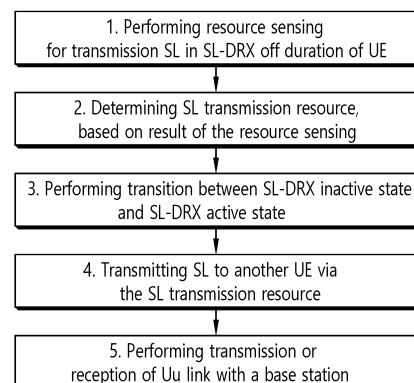 1. Performing resource sensing
for transmission SL in SL-DRX off duration of UE
2. Determining SL transmission resource,
based on result of the resource sensing
3. Performing transition between SL-DRX inactive state
and SL-DRX active state
4. Transmitting SL to another UE via
the SL transmission resource
5. Performing transmission or
reception of Uu link with a base station